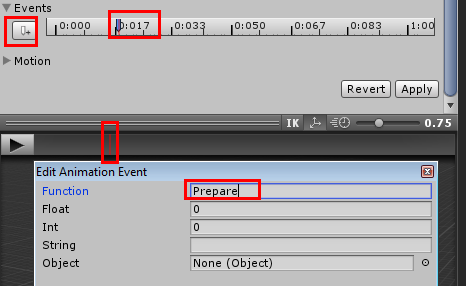 Events
0:000 0:017 0:033 0:050 0:067 0:083 1:00
Motion
Revert Apply
IK 0.75
Edit Animation Event
Function Prepare
Float 0
Int 0
String
Object None (Object)